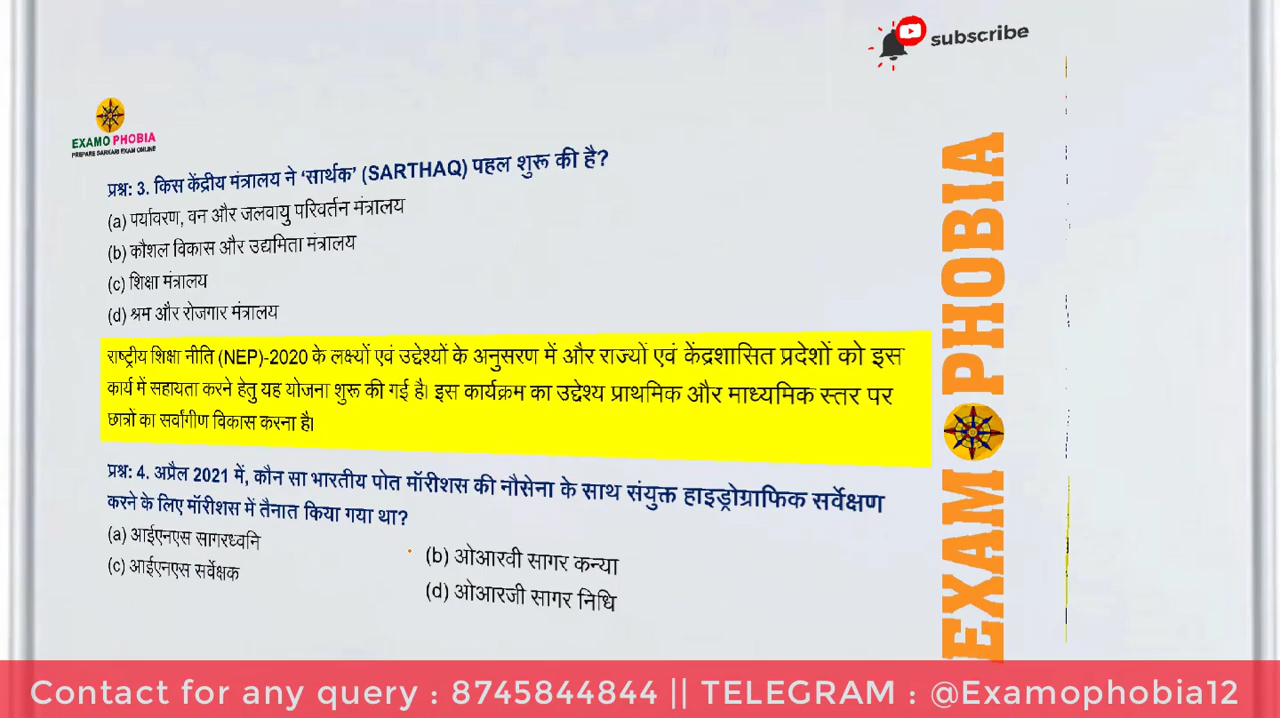 subscribe
EXAMO PHOBIA
PREPARE SARKARI EXAM ONLINE
प्रश्न: 3. किस केंद्रीय मंत्रालय ने ‘सार्थक’ (SARTHAQ) पहल शुरू की है?
(a) पर्यावरण, वन और जलवायु परिवर्तन मंत्रालय
(b) कौशल विकास और उद्यमिता मंत्रालय
(c) शिक्षा मंत्रालय
(d) श्रम और रोजगार मंत्रालय
राष्ट्रीय शिक्षा नीति (NEP)-2020 के लक्ष्यों एवं उद्देश्यों के अनुसरण में और राज्यों एवं केंद्रशासित प्रदेशों को इस
कार्य में सहायता करने हेतु यह योजना शुरू की गई है। इस कार्यक्रम का उद्देश्य प्राथमिक और माध्यमिक स्तर पर
छात्रों का सर्वांगीण विकास करना है।
प्रश्न: 4. अप्रैल 2021 में, कौन सा भारतीय पोत मॉरीशस की नौसेना के साथ संयुक्त हाइड्रोग्राफिक सर्वेक्षण
करने के लिए मॉरीशस में तैनात किया गया था?
(a) आईएनएस सागरध्वनि
(b) ओआरवी सागर कन्या
(c) आईएनएस सर्वेक्षक
(d) ओआरजी सागर निधि
EXAM PHOBIA
Contact for any query : 8745844844 || TELEGRAM : @Examophobia12